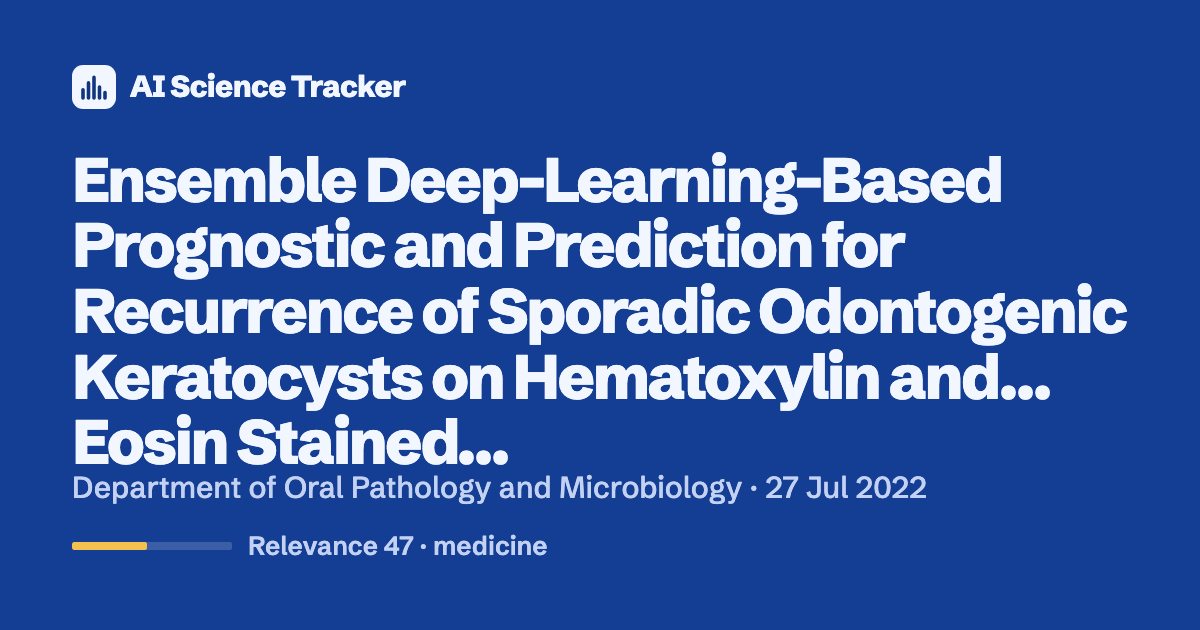 AI Science Tracker
Ensemble Deep-Learning-Based
Prognostic and Prediction for
Recurrence of Sporadic Odontogenic
Keratocysts on Hematoxylin and...
Eosin Stained...
Department of Oral Pathology and Microbiology · 27 Jul 2022
Relevance 47 · medicine